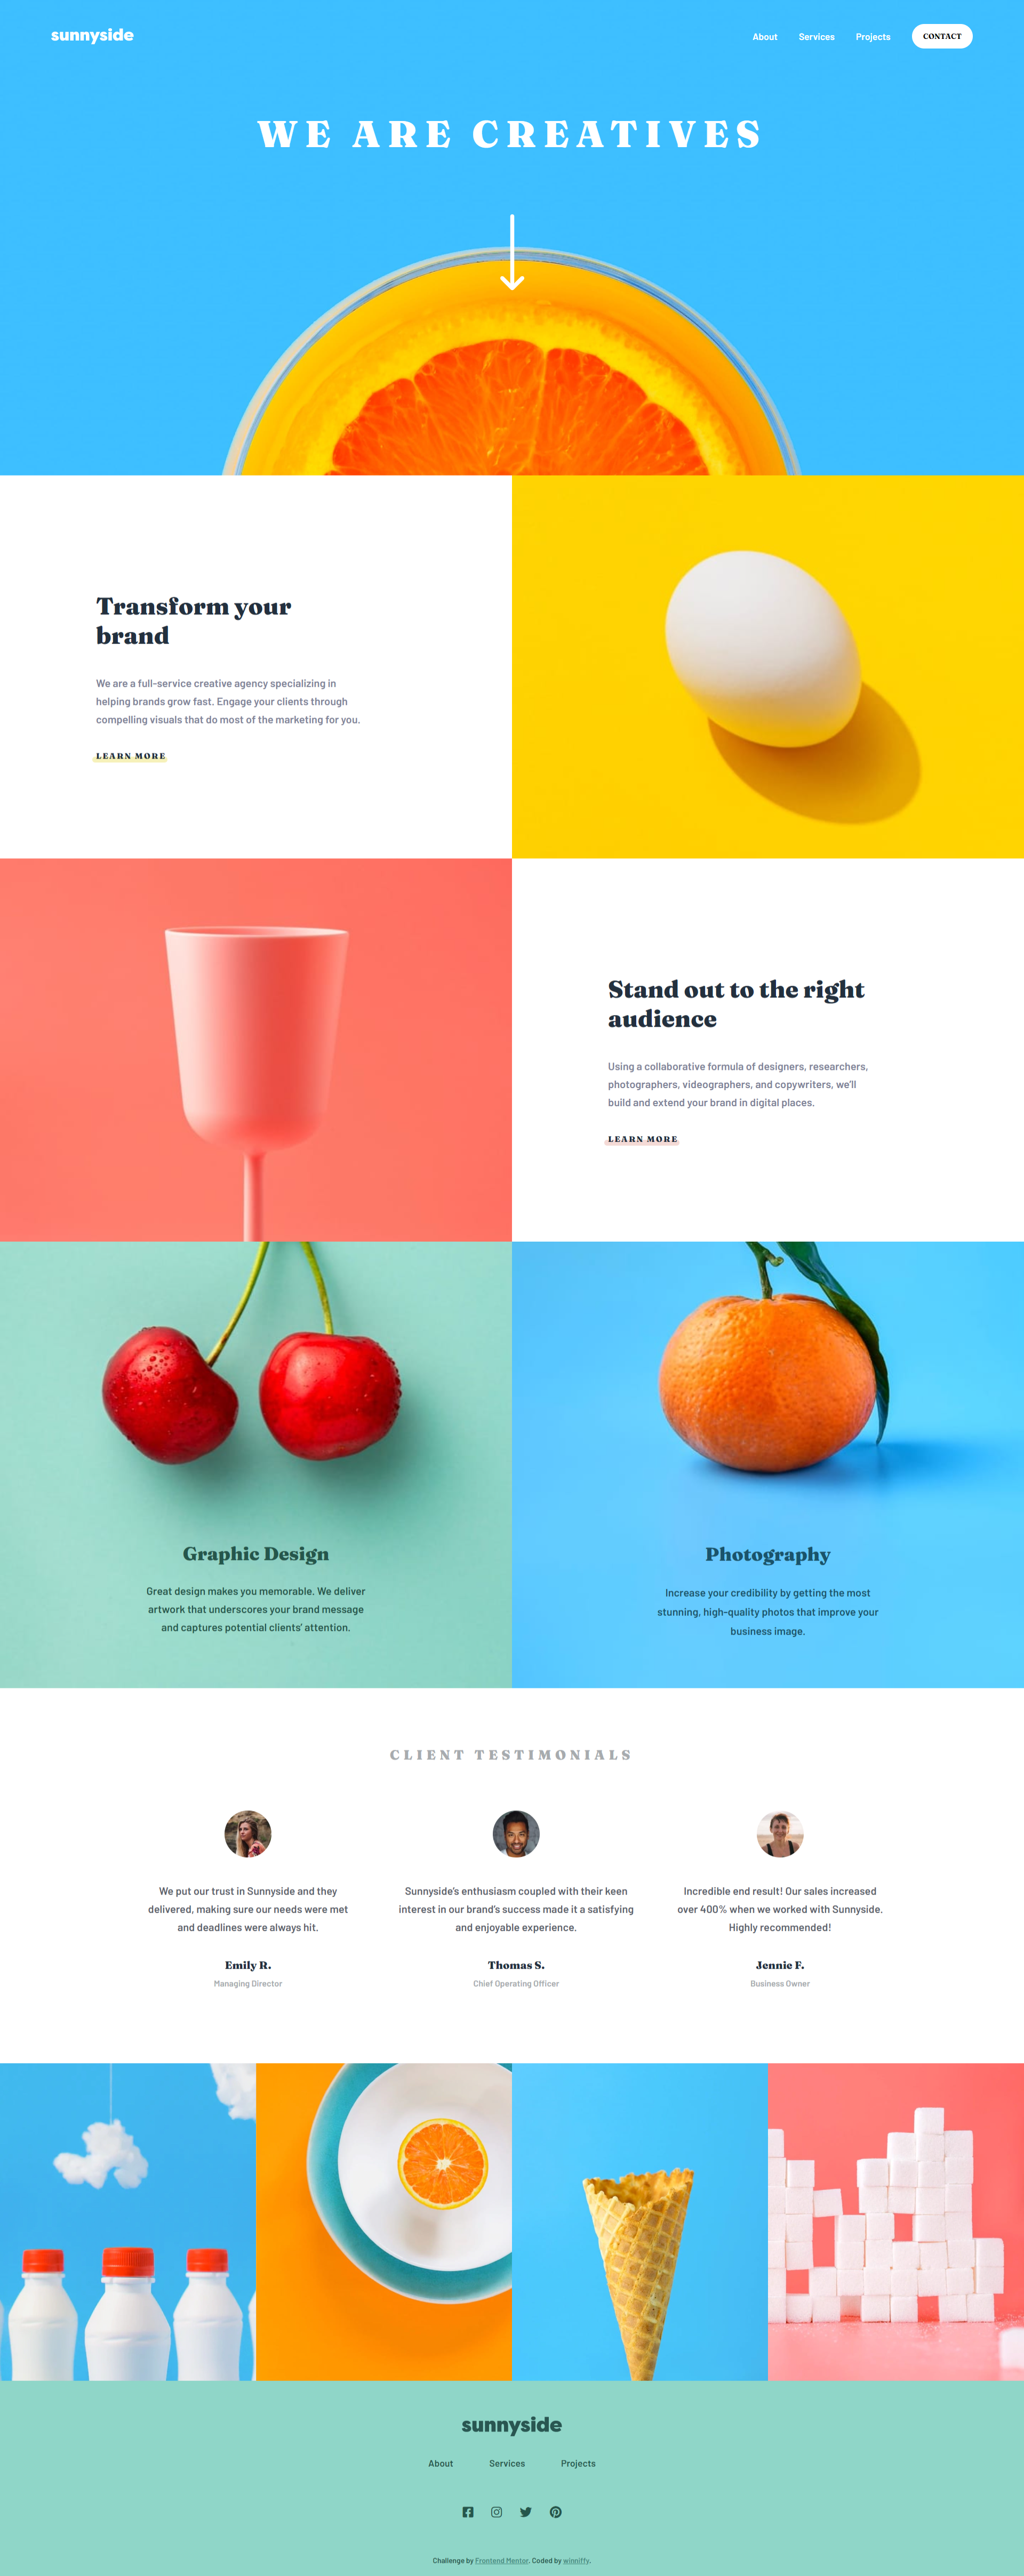 sunnyside
About Services Projects CONTACT
WE ARE CREATIVES
Transform your
brand
We are a full-service creative agency specializing in
helping brands grow fast. Engage your clients through
compelling visuals that do most of the marketing for you.
LEARN MORE
Stand out to the right
audience
Using a collaborative formula of designers, researchers,
photographers, videographers, and copywriters, we'll
build and extend your brand in digital places.
LEARN MORE
Graphic Design
Great design makes you memorable. We deliver
artwork that underscores your brand message
and captures potential clients' attention.
Photography
Increase your credibility by getting the most
stunning, high-quality photos that improve your
business image.
CLIENT TESTIMONIALS
We put our trust in Sunnyside and they
delivered, making sure our needs were met
and deadlines were always hit.
Emily R.
Managing Director
Sunnyside's enthusiasm coupled with their keen
interest in our brand's success made it a satisfying
and enjoyable experience.
Thomas S.
Chief Operating Officer
Incredible end result! Our sales increased
over 400% when we worked with Sunnyside.
Highly recommended!
Jennie F.
Business Owner
sunnyside
About Services Projects
Challenge by Frontend Mentor. Coded by winniffy.